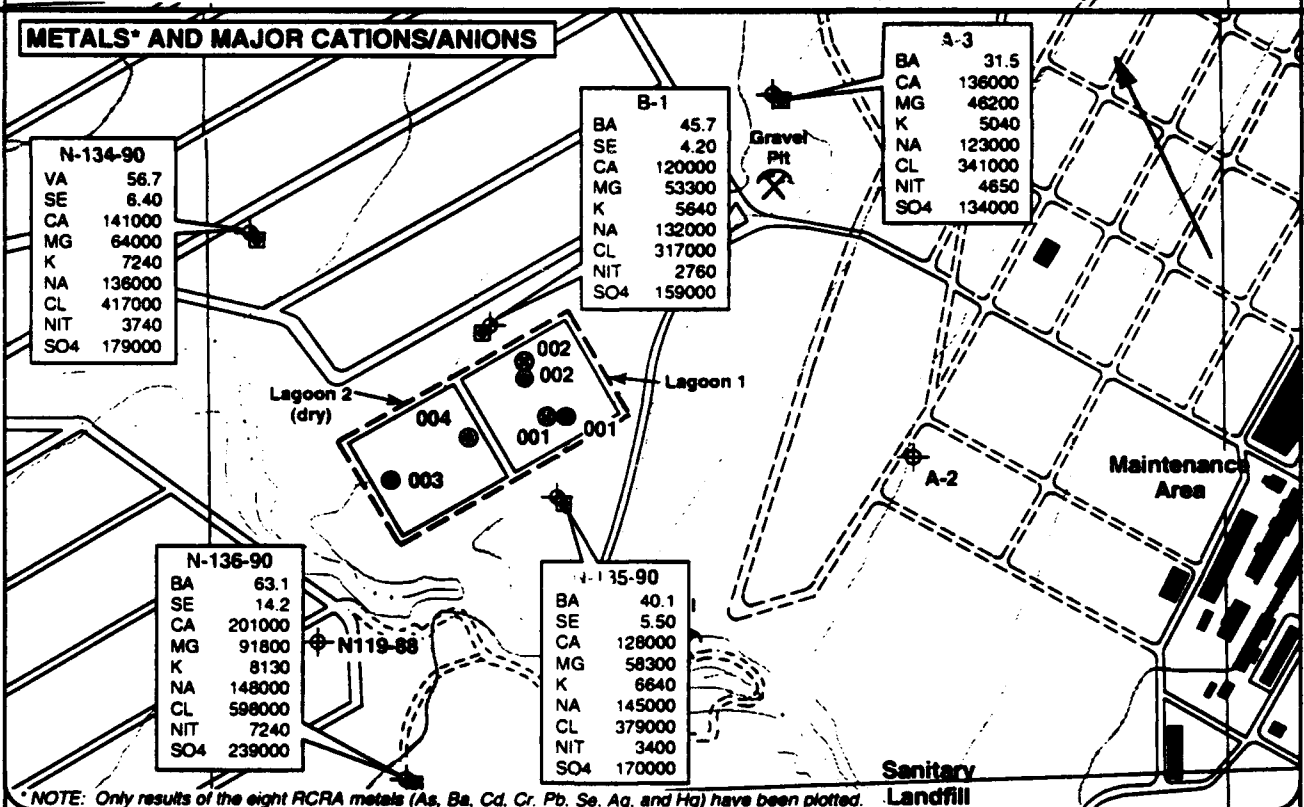 METALS* AND MAJOR CATIONS/ANIONS
A-3
BA 31.5
CA 136000
MG 46200
K 5040
NA 123000
CL 341000
NIT 4650
SO4 134000
B-1
BA 45.7
SE 4.20
CA 120000
MG 53300
K 5640
NA 132000
CL 317000
NIT 2760
SO4 159000
Gravel
Pit
N-134-90
VA 56.7
SE 6.40
CA 141000
MG 64000
K 7240
NA 136000
CL 417000
NIT 3740
SO4 179000
002
002
Lagoon 1
Lagoon 2
(dry)
004
001
001
003
A-2
Maintenance
Area
N-136-90
BA 63.1
SE 14.2
CA 201000
MG 91800
K 8130
NA 148000
CL 598000
NIT 7240
SO4 239000
N119-88
N-135-90
BA 40.1
SE 5.50
CA 128000
MG 58300
K 6640
NA 145000
CL 379000
NIT 3400
SO4 170000
Sanitary
Landfill
* NOTE: Only results of the eight RCRA metals (As, Ba, Cd, Cr, Pb, Se, Ag, and Hg) have been plotted.